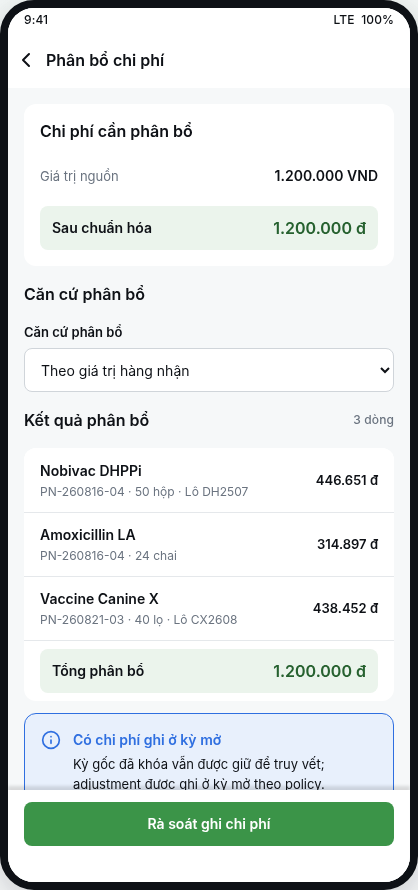 9:41
LTE 100%
Phân bổ chi phí
Chi phí cần phân bổ
Giá trị nguồn
1.200.000 VND
Sau chuẩn hóa
1.200.000 đ
Căn cứ phân bổ
Căn cứ phân bổ
Theo giá trị hàng nhận
Kết quả phân bổ
3 dòng
Nobivac DHPPi
446.651 đ
PN-260816-04 · 50 hộp · Lô DH2507
Amoxicillin LA
314.897 đ
PN-260816-04 · 24 chai
Vaccine Canine X
438.452 đ
PN-260821-03 · 40 lọ · Lô CX2608
Tổng phân bổ
1.200.000 đ
Có chi phí ghi ở kỳ mở
Kỳ gốc đã khóa vẫn được giữ để truy vết;
adjustment được ghi ở kỳ mở theo policy.
Rà soát ghi chi phí